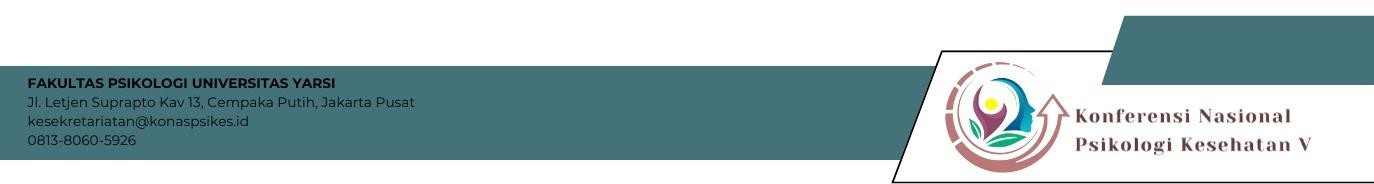 FAKULTAS PSIKOLOGI UNIVERSITAS YARSI
Jl. Letjen Suprapto Kav 13, Cempaka Putih, Jakarta Pusat
kesekretariatan@konaspsikes.id
0813-8060-5926
Konferensi Nasional
Psikologi Kesehatan V